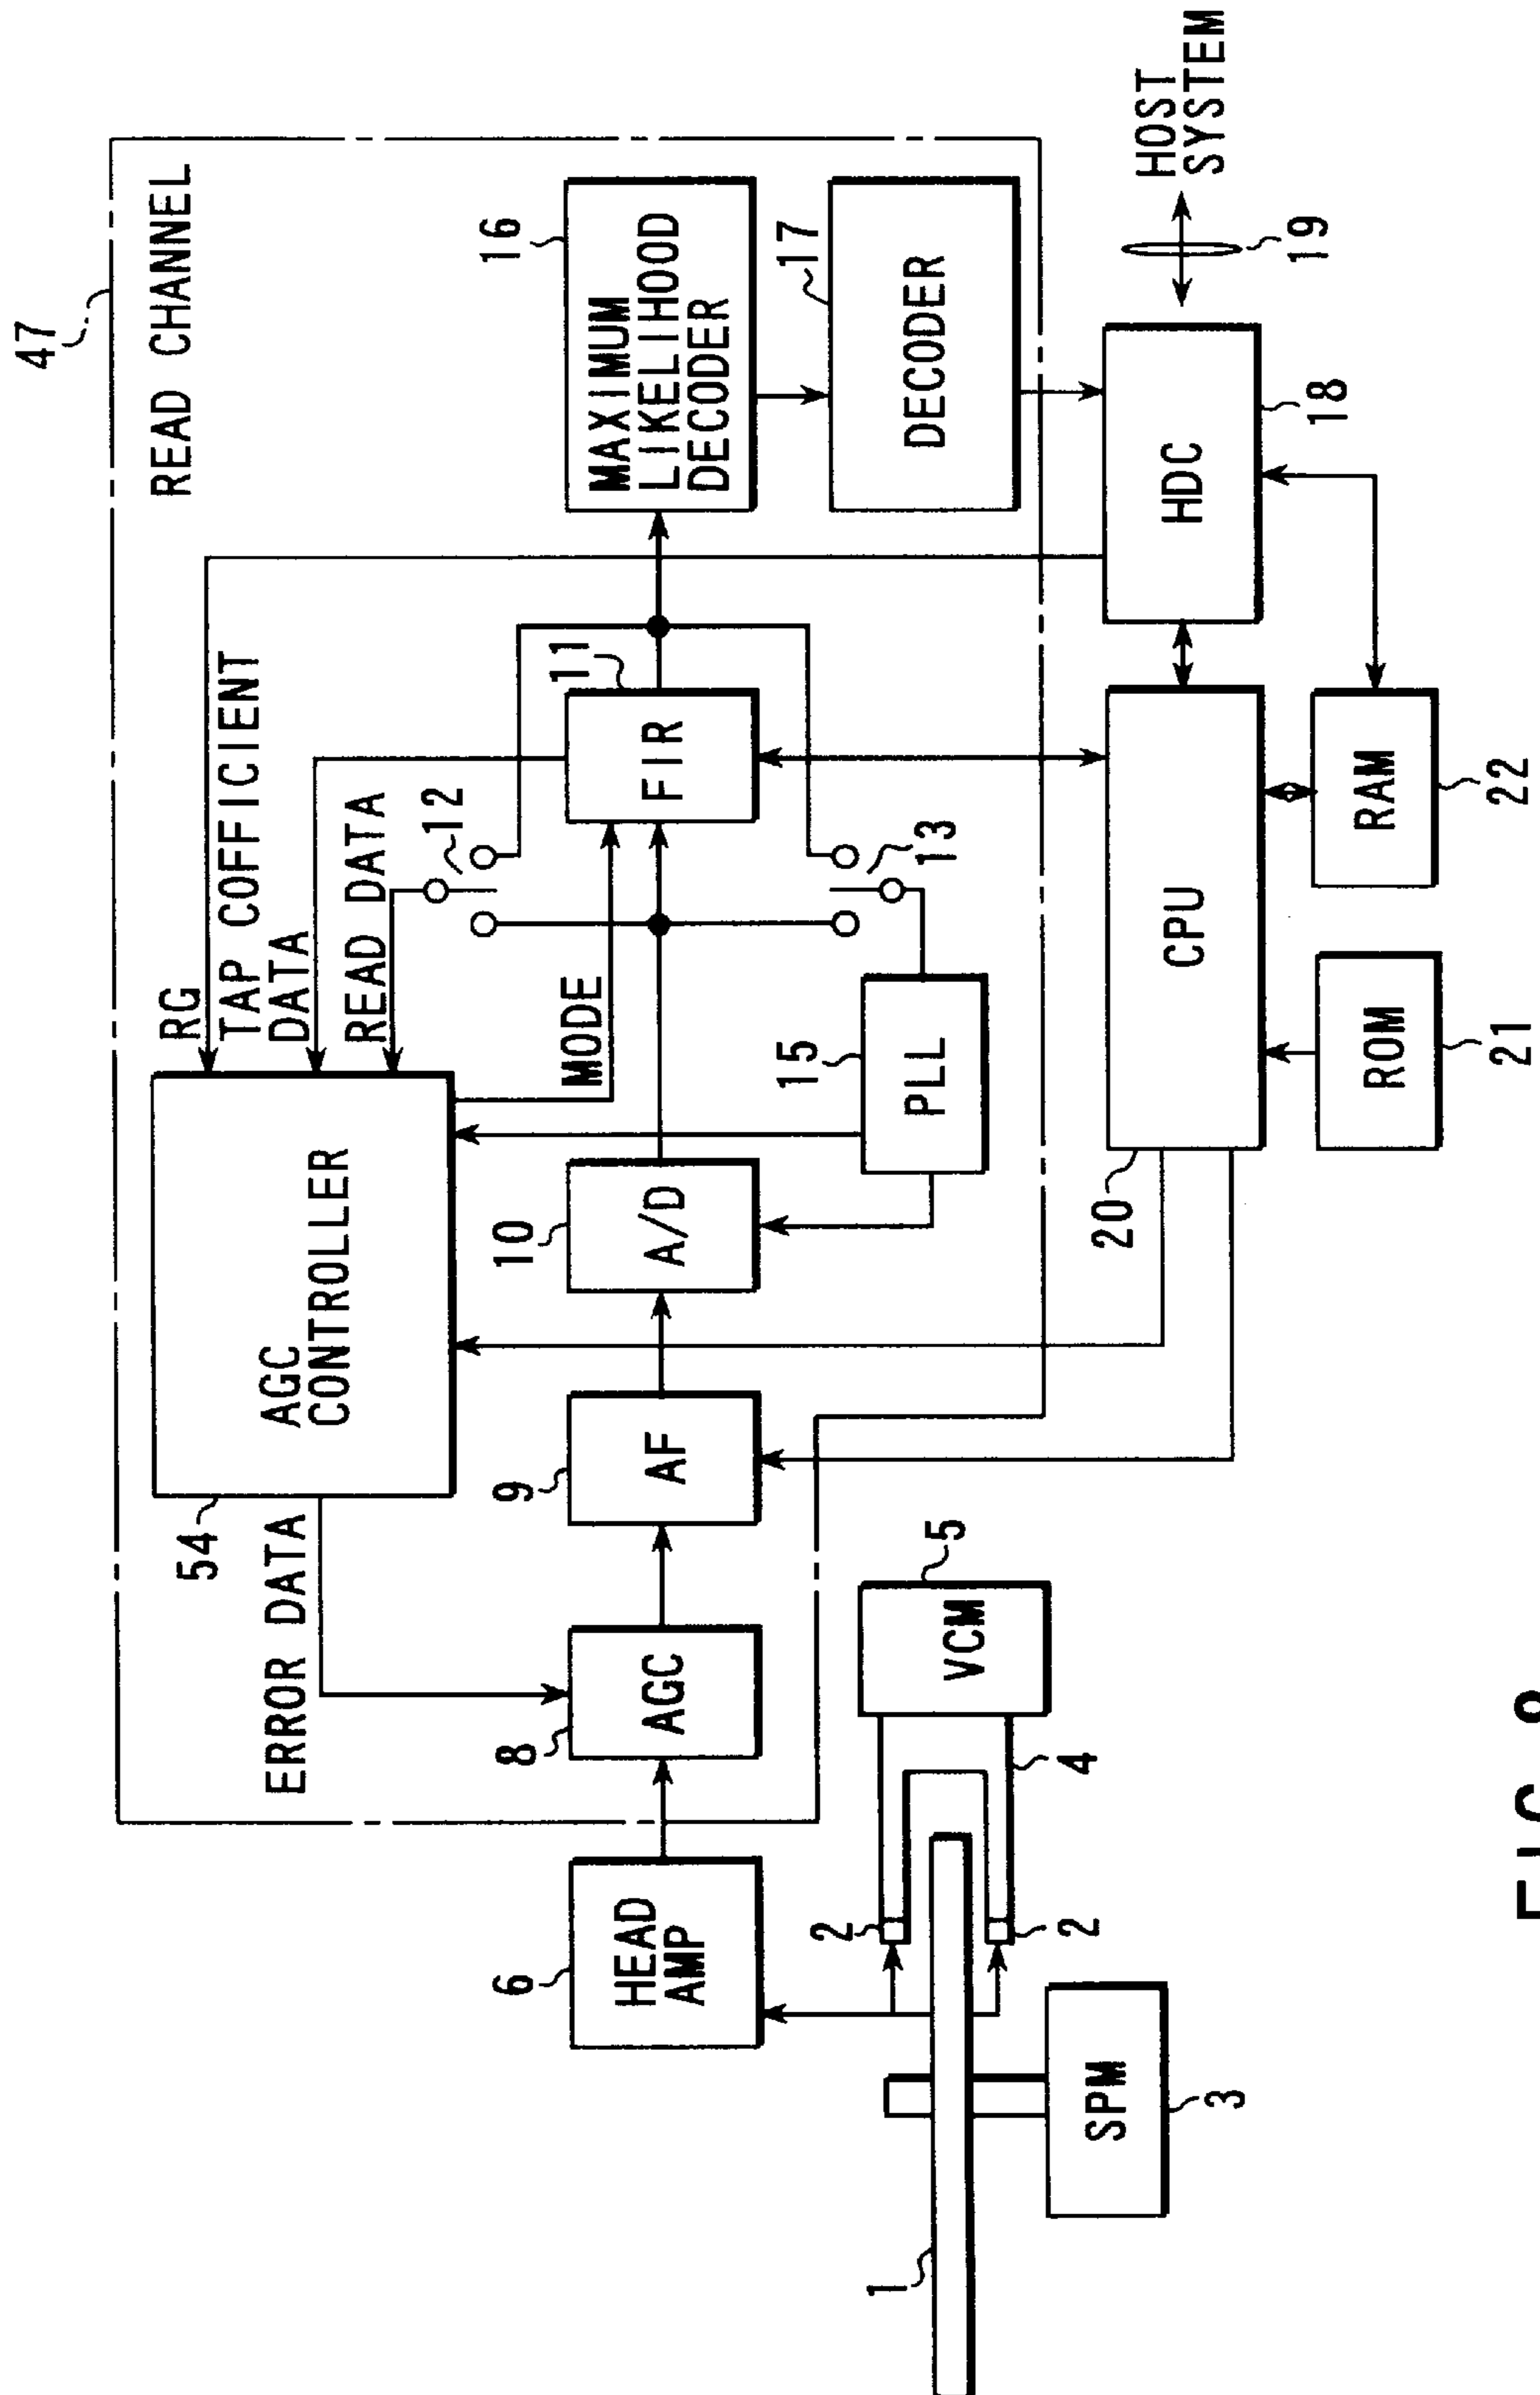 47
READ CHANNEL
RG
TAP COFFICIENT
DATA
READ DATA
54
AGC
CONTROLLER
ERROR DATA
MODE
12
11
16
6
HEAD
AMP
8
AGC
9
AF
10
A/D
FIR
MAXIMUM
LIKELIHOOD
DECODER
13
15
PLL
17
DECODER
2
2
5
VCM
4
1
SPM
3
20
CPU
HDC
18
HOST
SYSTEM
19
ROM
21
RAM
22